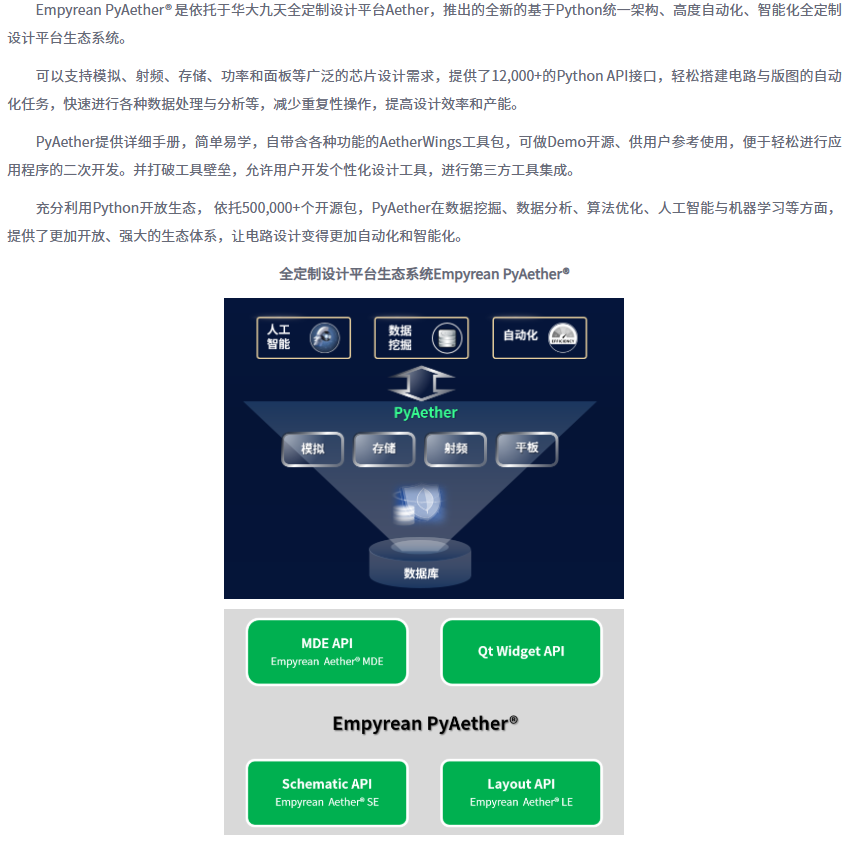 Empyrean PyAether® 是依托于华大九天全定制设计平台Aether，推出的全新的基于Python统一架构、高度自动化、智能化全定制
设计平台生态系统。
可以支持模拟、射频、存储、功率和面板等广泛的芯片设计需求，提供了12,000+的Python API接口，轻松搭建电路与版图的自动
化任务，快速进行各种数据处理与分析等，减少重复性操作，提高设计效率和产能。
PyAether提供详细手册，简单易学，自带含各种功能的AetherWings工具包，可做Demo开源、供用户参考使用，便于轻松进行应
用程序的二次开发。并打破工具壁垒，允许用户开发个性化设计工具，进行第三方工具集成。
充分利用Python开放生态， 依托500,000+个开源包，PyAether在数据挖掘、数据分析、算法优化、人工智能与机器学习等方面，
提供了更加开放、强大的生态体系，让电路设计变得更加自动化和智能化。
全定制设计平台生态系统Empyrean PyAether®
人工
智能
数据
挖掘
自动化
EFFICIENCY
PyAether
模拟
存储
射频
平板
数据库
MDE API
Empyrean Aether® MDE
Qt Widget API
Empyrean PyAether®
Schematic API
Empyrean Aether® SE
Layout API
Empyrean Aether® LE